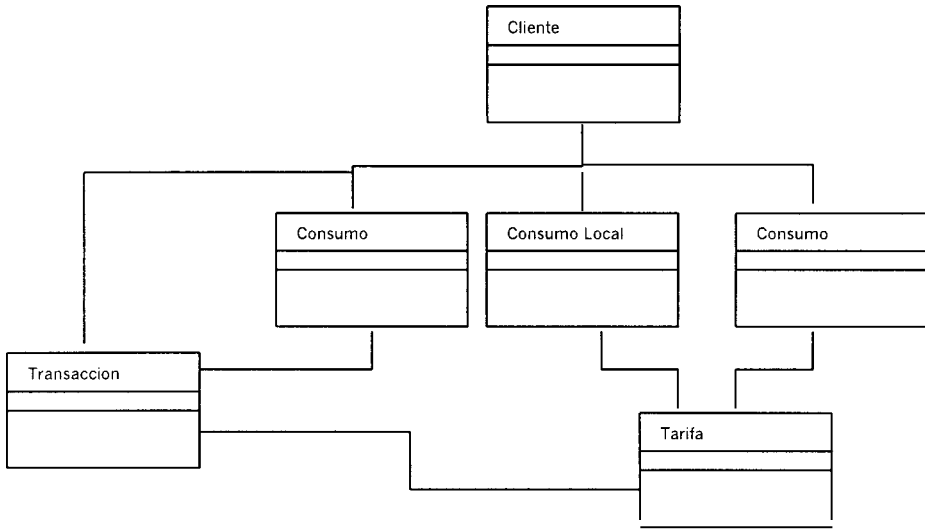 Cliente
Consumo
Consumo Local
Consumo
Transaccion
Tarifa